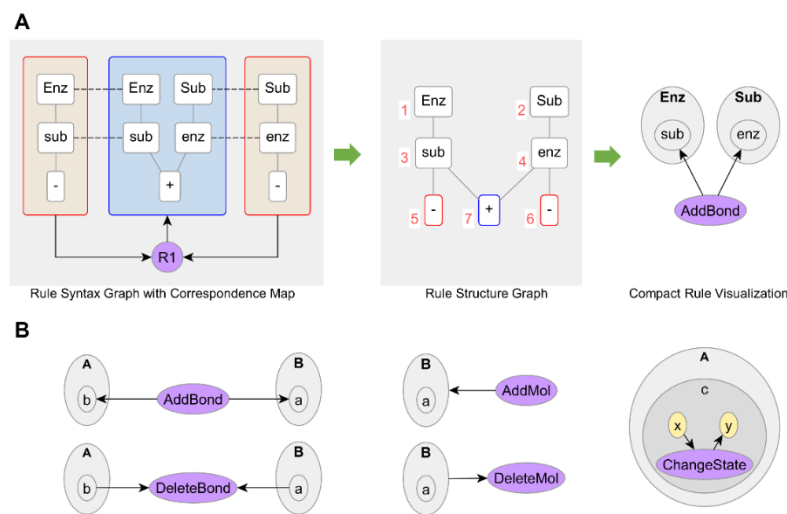 A
Enz Enz Sub Sub
sub sub enz enz
- + -
R1
Rule Syntax Graph with Correspondence Map
1 Enz 2 Sub
3 sub 4 enz
5 - 7 + 6 -
Rule Structure Graph
Enz Sub
sub enz
AddBond
Compact Rule Visualization
B
A B
b AddBond a
A B
b DeleteBond a
B
a AddMol
B
a DeleteMol
A
c
x y
ChangeState